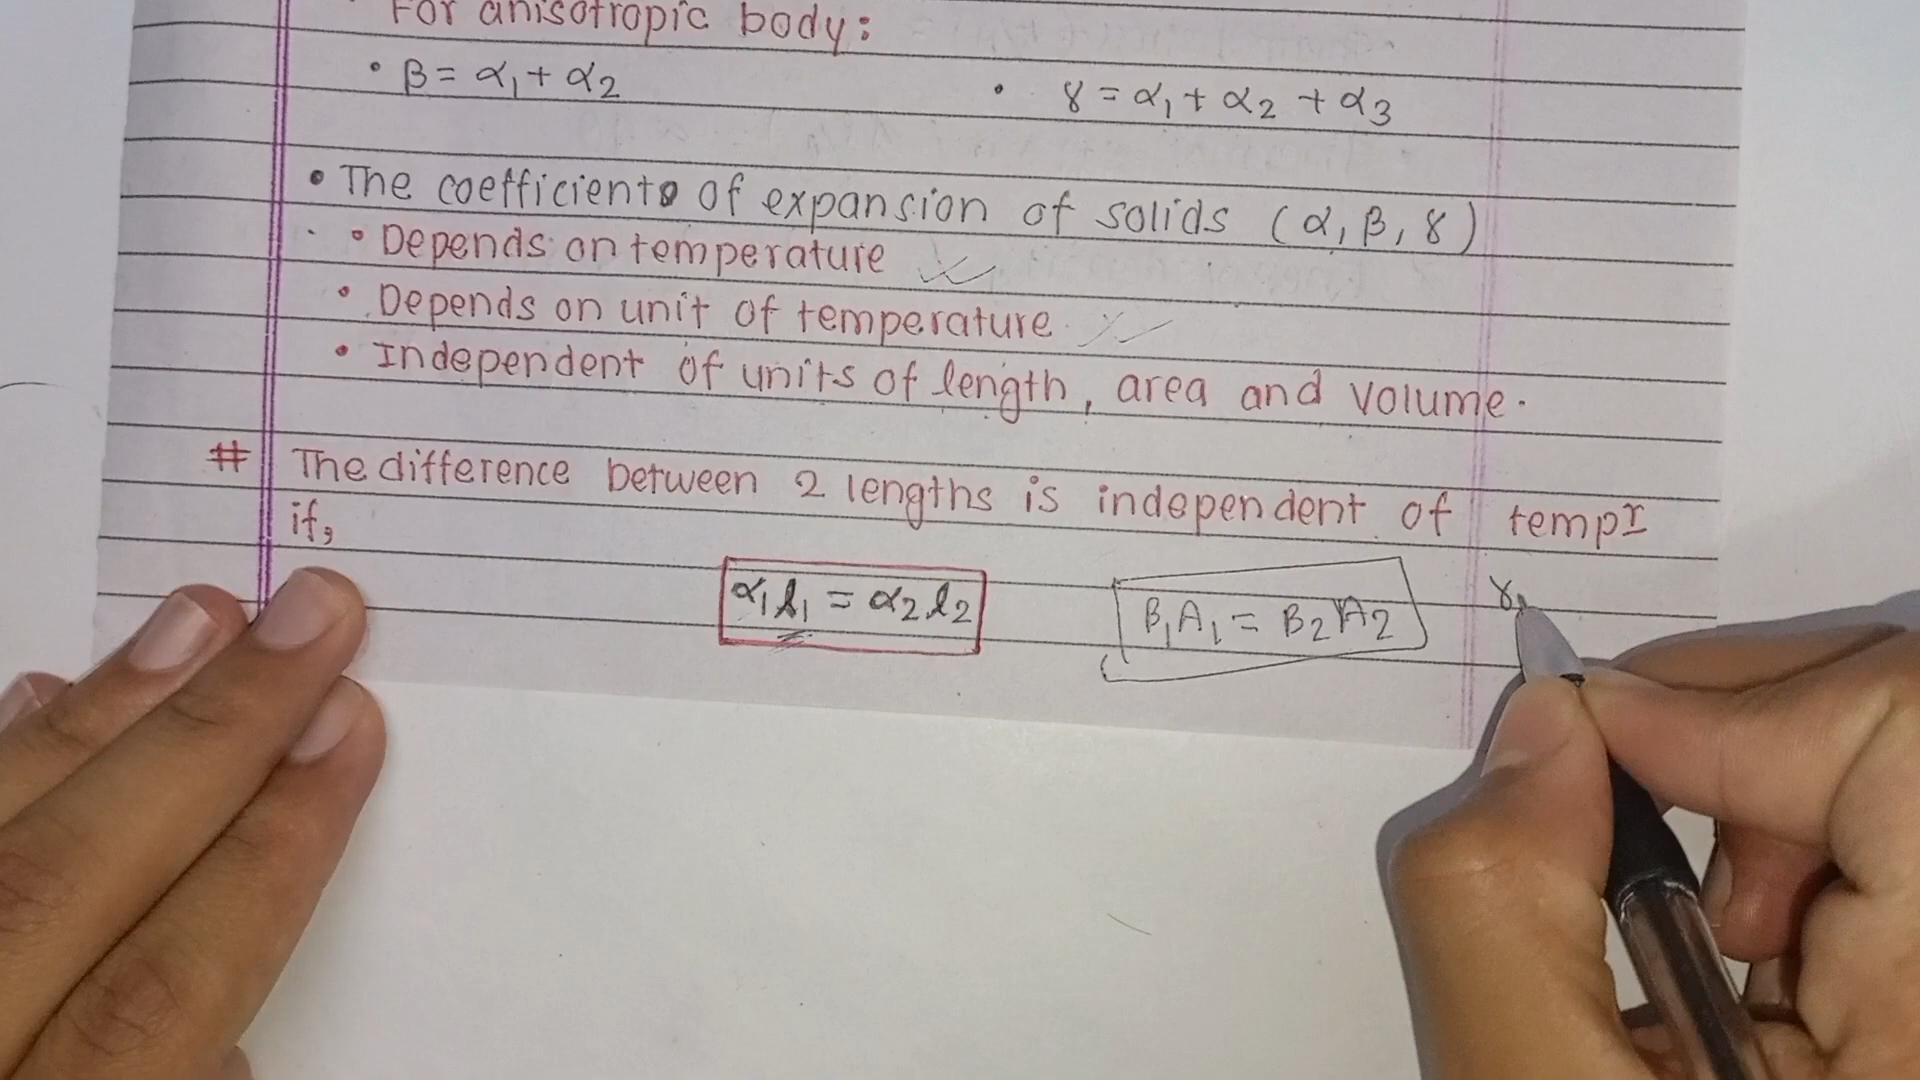 For anisotropic body:
• β = α₁ + α₂ • γ = α₁ + α₂ + α₃
• The coefficients of expansion of solids (α, β, γ)
• Depends on temperature
• Depends on unit of temperature
• Independent of units of length, area and volume.
# The difference between 2 lengths is independent of tempr
if,
α₁l₁ = α₂l₂ β₁A₁ = β₂A₂ γ₁